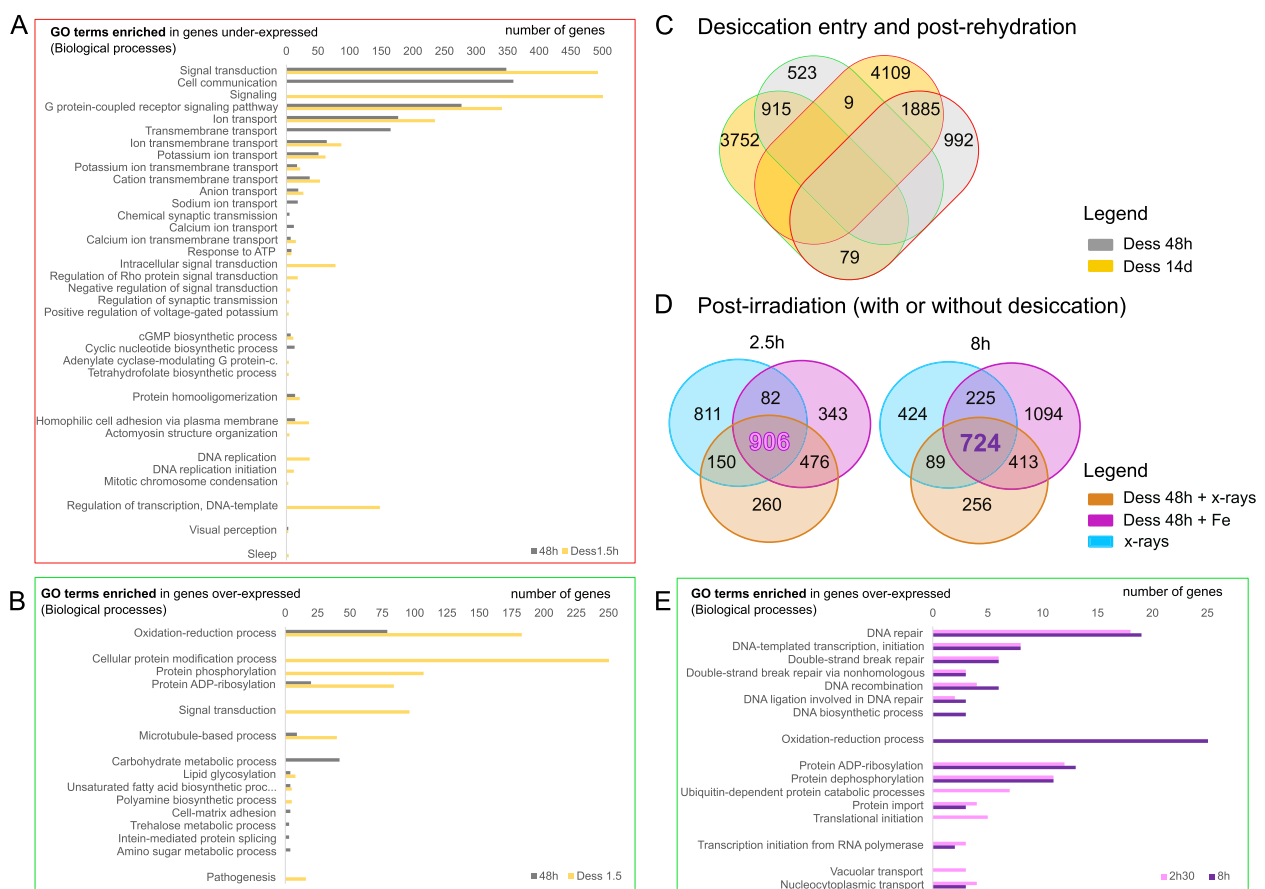 A
GO terms enriched in genes under-expressed
(Biological processes)
number of genes
0 50 100 150 200 250 300 350 400 450 500
Signal transduction
Cell communication
Signaling
G protein-coupled receptor signaling patthway
Ion transport
Transmembrane transport
Ion transmembrane transport
Potassium ion transport
Potassium ion transmembrane transport
Cation transmembrane transport
Anion transport
Sodium ion transport
Chemical synaptic transmission
Calcium ion transport
Calcium ion transmembrane transport
Response to ATP
Intracellular signal transduction
Regulation of Rho protein signal transduction
Negative regulation of signal transduction
Regulation of synaptic transmission
Positive regulation of voltage-gated potassium
cGMP biosynthetic process
Cyclic nucleotide biosynthetic process
Adenylate cyclase-modulating G protein-c.
Tetrahydrofolate biosynthetic process
Protein homooligomerization
Homophilic cell adhesion via plasma membrane
Actomyosin structure organization
DNA replication
DNA replication initiation
Mitotic chromosome condensation
Regulation of transcription, DNA-template
Visual perception
Sleep
48h Dess1.5h
B
GO terms enriched in genes over-expressed
(Biological processes)
number of genes
0 25 50 75 100 125 150 175 200 225 250
Oxidation-reduction process
Cellular protein modification process
Protein phosphorylation
Protein ADP-ribosylation
Signal transduction
Microtubule-based process
Carbohydrate metabolic process
Lipid glycosylation
Unsaturated fatty acid biosynthetic proc...
Polyamine biosynthetic process
Cell-matrix adhesion
Trehalose metabolic process
Intein-mediated protein splicing
Amino sugar metabolic process
Pathogenesis
48h Dess 1.5
C Desiccation entry and post-rehydration
523 4109
915 9 1885
3752 992
79
Legend
Dess 48h
Dess 14d
D Post-irradiation (with or without desiccation)
2.5h 8h
82 225
811 343 424 1094
906 724
150 476 89 413
260 256
Legend
Dess 48h + x-rays
Dess 48h + Fe
x-rays
E
GO terms enriched in genes over-expressed
(Biological processes)
number of genes
0 5 10 15 20 25
DNA repair
DNA-templated transcription, initiation
Double-strand break repair
Double-strand break repair via nonhomologous
DNA recombination
DNA ligation involved in DNA repair
DNA biosynthetic process
Oxidation-reduction process
Protein ADP-ribosylation
Protein dephosphorylation
Ubiquitin-dependent protein catabolic processes
Protein import
Translational initiation
Transcription initiation from RNA polymerase
Vacuolar transport
Nucleocytoplasmic transport
2h30 8h